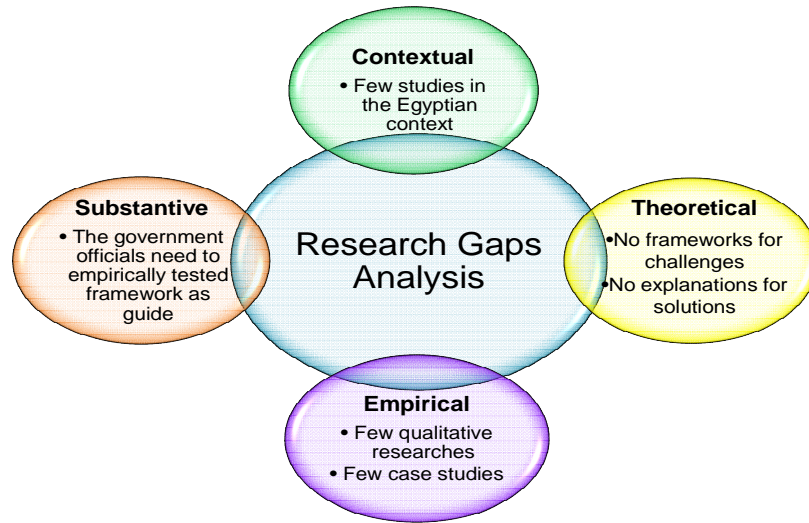 Contextual
• Few studies in
the Egyptian
context
Substantive
• The government
officials need to
empirically tested
framework as
guide
Research Gaps
Analysis
Theoretical
•No frameworks for
challenges
•No explanations for
solutions
Empirical
• Few qualitative
researches
• Few case studies